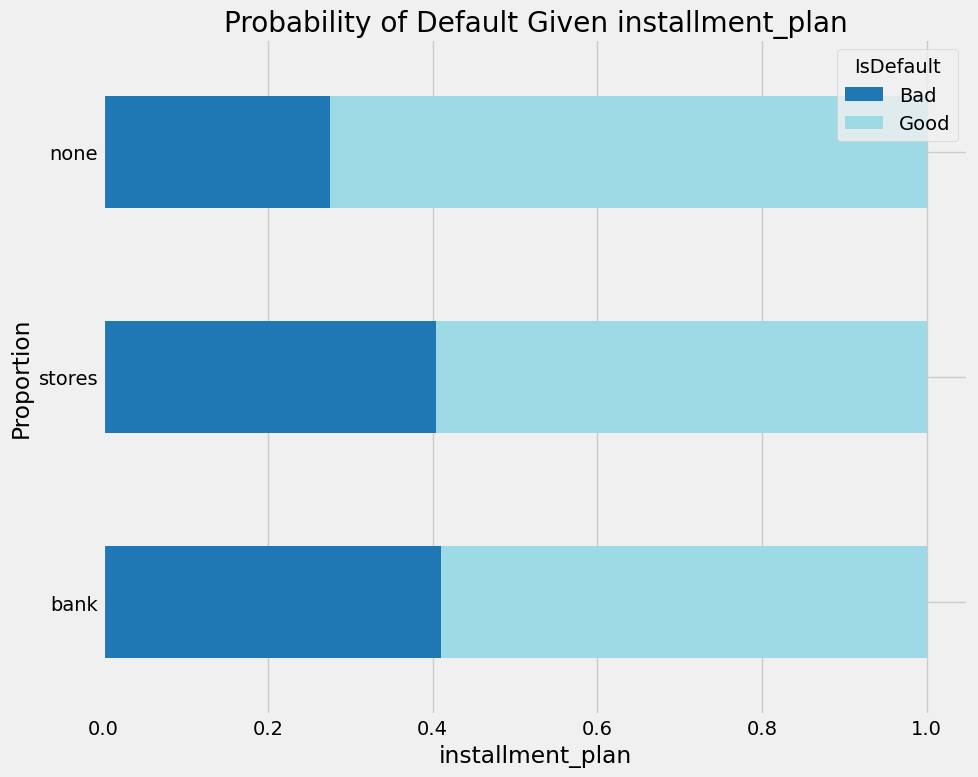 Probability of Default Given installment_plan
IsDefault
Bad
Good
none
stores
bank
Proportion
0.0 0.2 0.4 0.6 0.8 1.0
installment_plan